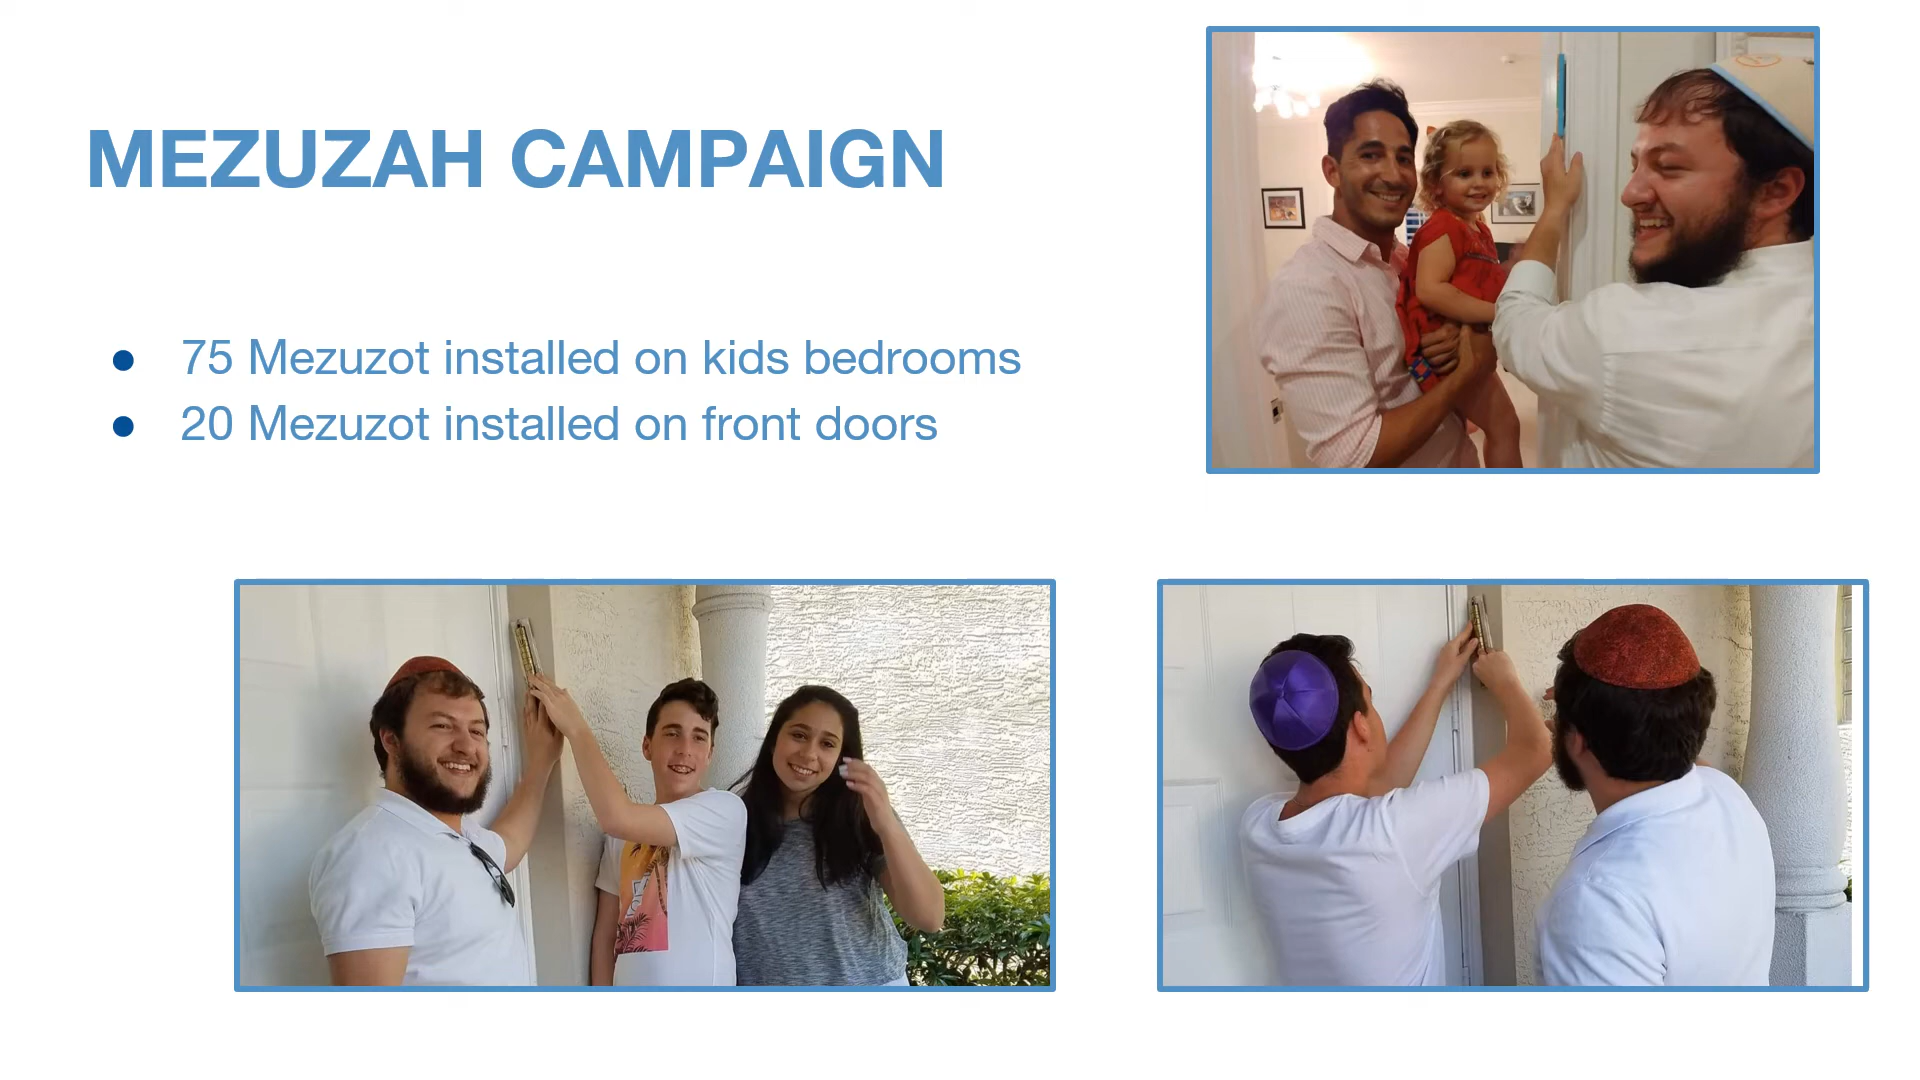 MEZUZAH CAMPAIGN
● 75 Mezuzot installed on kids bedrooms
● 20 Mezuzot installed on front doors